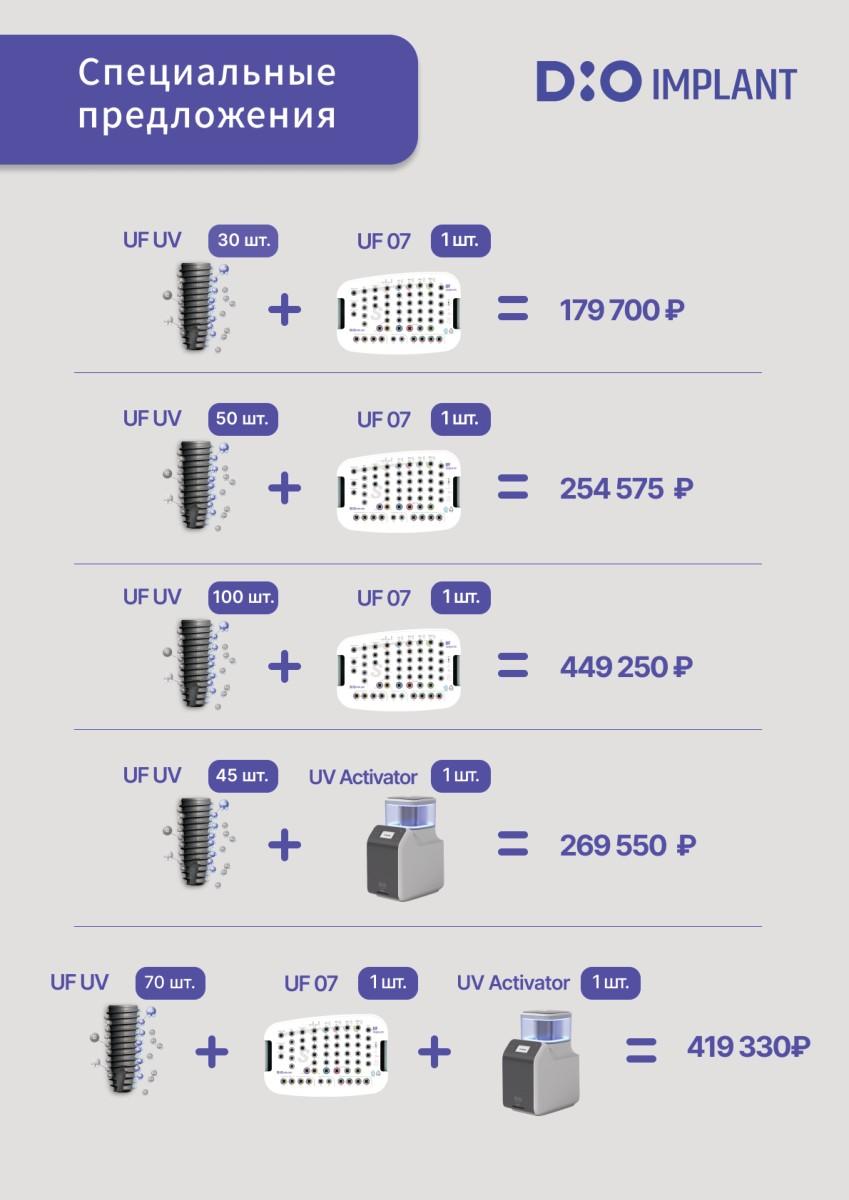 Специальные
предложения
D:O IMPLANT
UF UV 30 шт. UF 07 1 шт.
179 700 ₽
UF UV 50 шт. UF 07 1 шт.
254 575 ₽
UF UV 100 шт. UF 07 1 шт.
449 250 ₽
UF UV 45 шт. UV Activator 1 шт.
269 550 ₽
UF UV 70 шт. UF 07 1 шт. UV Activator 1 шт.
419 330₽